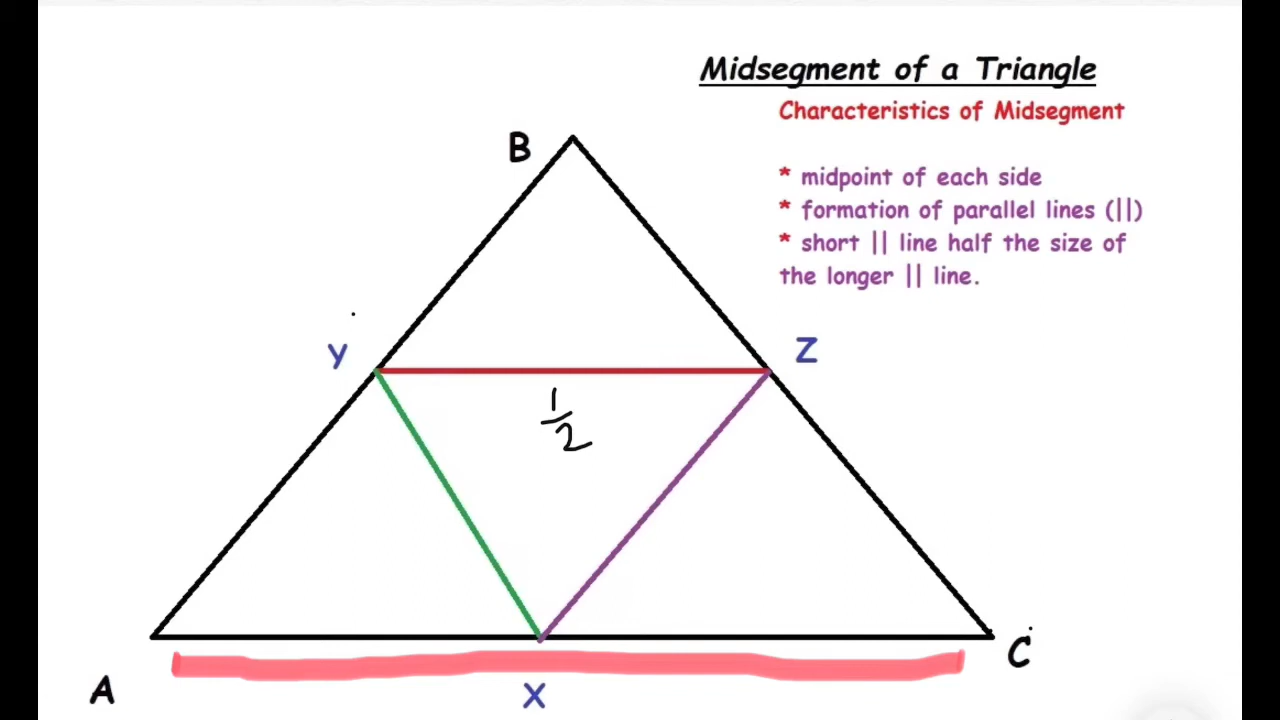 Midsegment of a Triangle
Characteristics of Midsegment
B
* midpoint of each side
* formation of parallel lines (||)
* short || line half the size of
the longer || line.
Y
Z
1/2
A
X
C